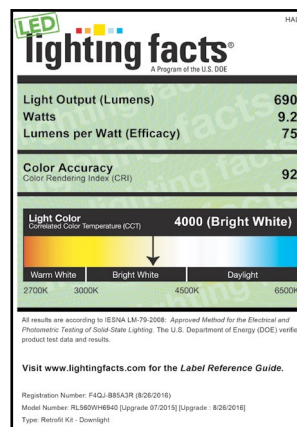 HAL
LED
lighting facts®
A Program of the U.S. DOE
Light Output (Lumens) 690
Watts 9.2
Lumens per Watt (Efficacy) 75
Color Accuracy
Color Rendering Index (CRI) 92
Light Color
Correlated Color Temperature (CCT) 4000 (Bright White)
Warm White Bright White Daylight
2700K 3000K 4500K 6500K
All results are according to IESNA LM-79-2008: Approved Method for the Electrical and
Photometric Testing of Solid-State Lighting. The U.S. Department of Energy (DOE) verifie
product test data and results.
Visit www.lightingfacts.com for the Label Reference Guide.
Registration Number: F4QJ-B85A3R (8/26/2016)
Model Number: RL560WH6940 [Upgrade 07/2015] [Upgrade : 8/26/2016]
Type: Retrofit Kit - Downlight